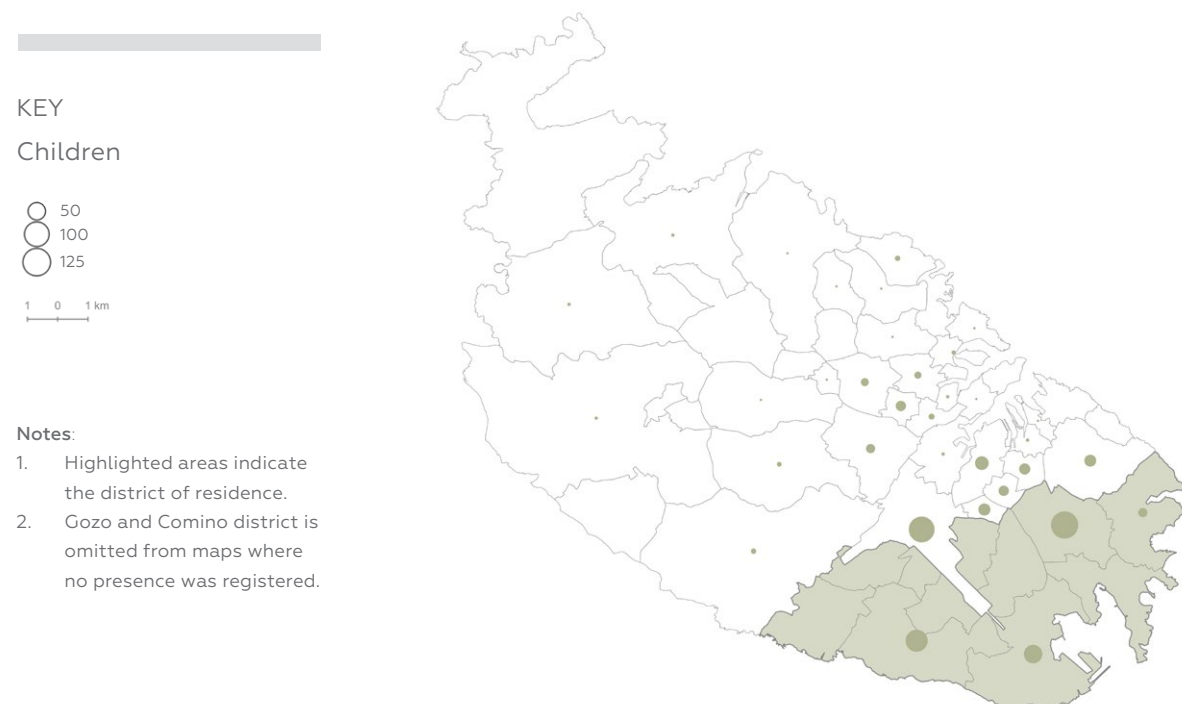 KEY
Children
50
100
125
1 0 1 km
Notes:
1. Highlighted areas indicate
the district of residence.
2. Gozo and Comino district is
omitted from maps where
no presence was registered.